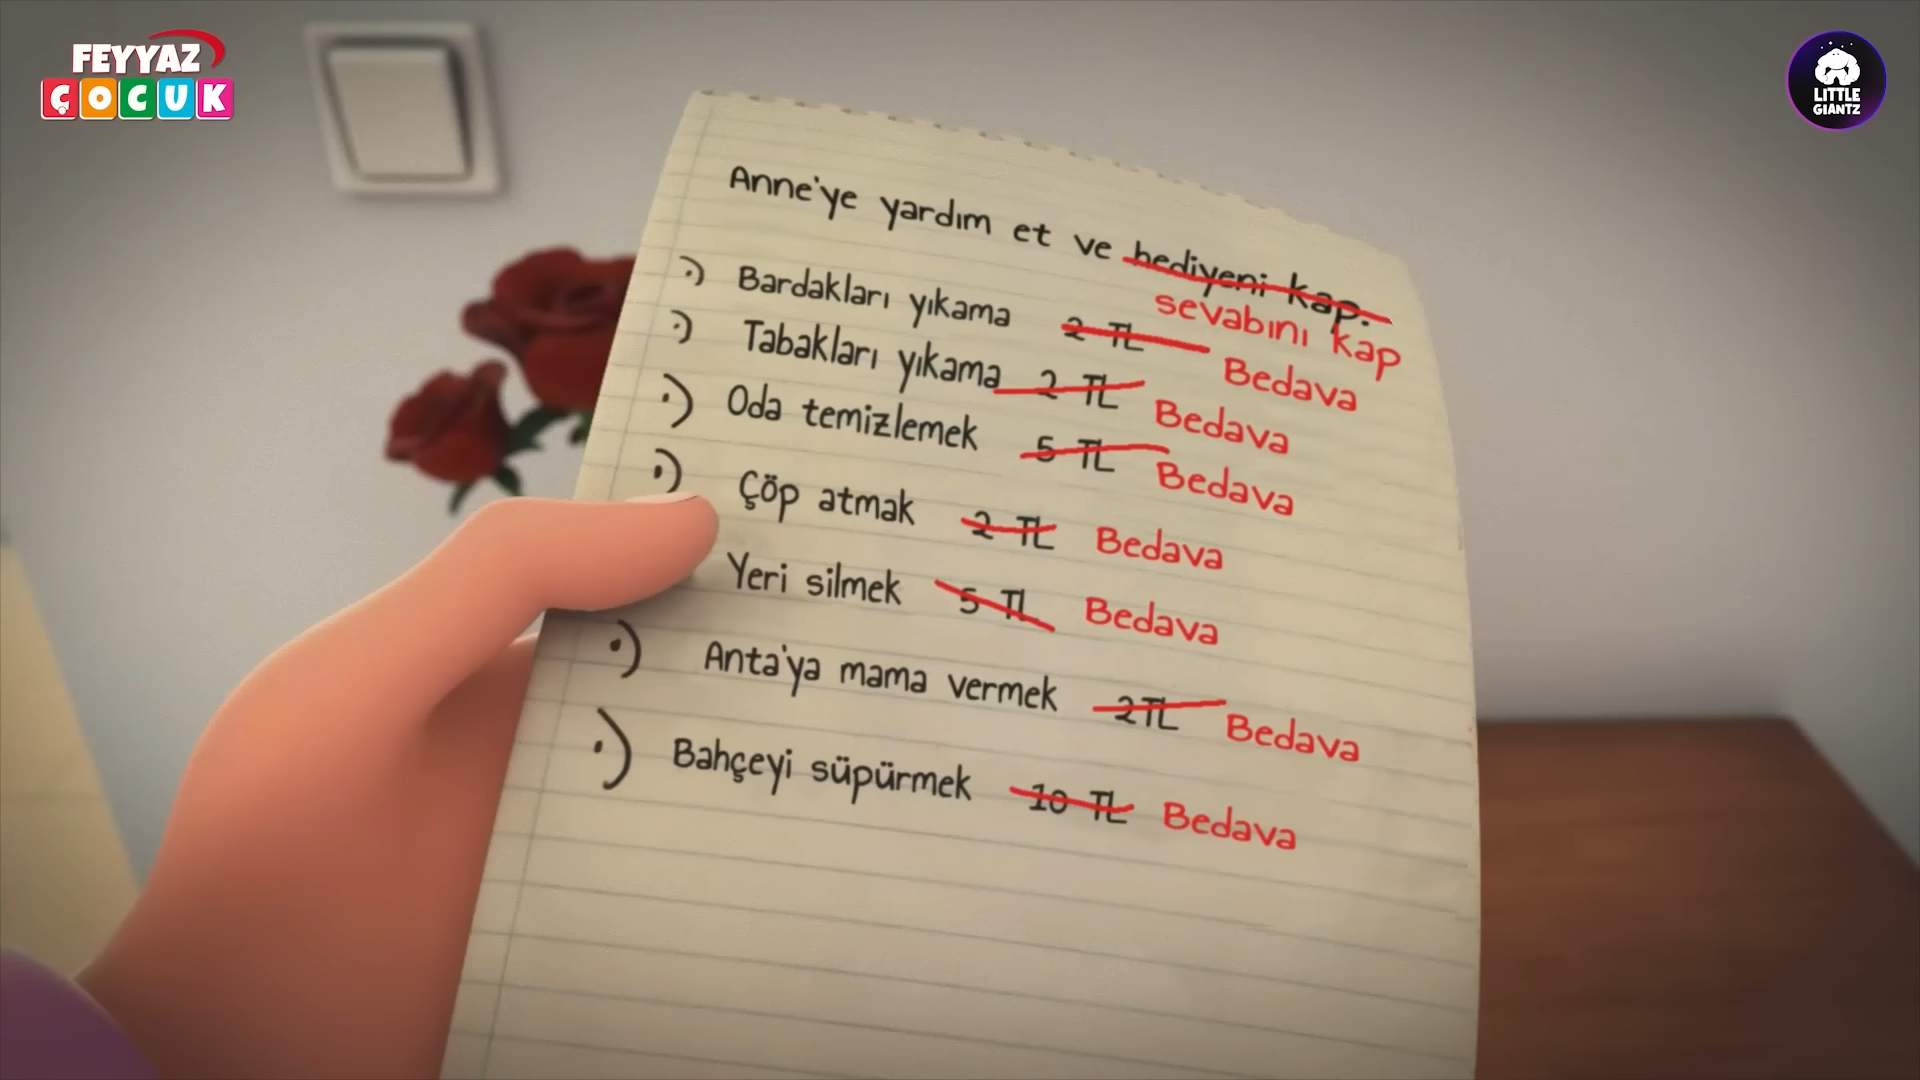 FEYYAZ
ÇOCUK
LITTLE
GIANTZ
Anne'ye yardım et ve hediyeni kap.
sevabını kap
·) Bardakları yıkama 2 TL Bedava
·) Tabakları yıkama 2 TL Bedava
·) Oda temizlemek 5 TL Bedava
·) Çöp atmak 2 TL Bedava
Yeri silmek 5 TL Bedava
·) Anta'ya mama vermek 2TL Bedava
·) Bahçeyi süpürmek 10 TL Bedava